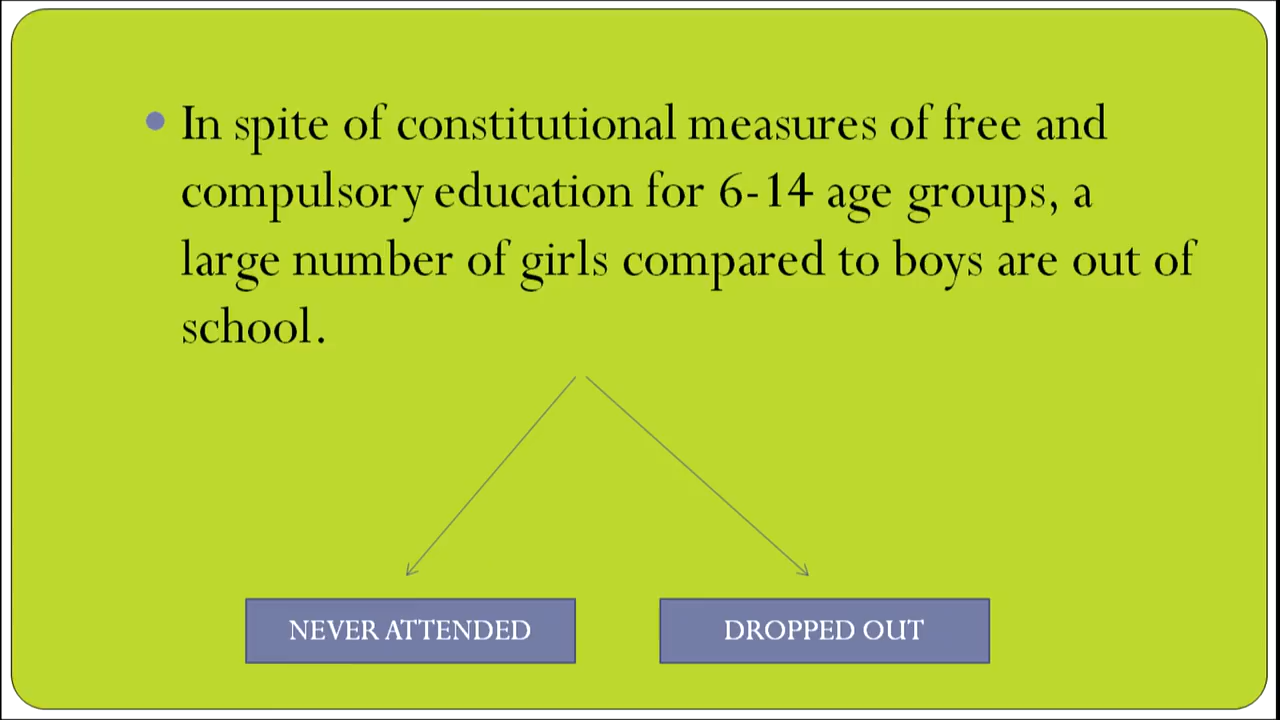 In spite of constitutional measures of free and
compulsory education for 6-14 age groups, a
large number of girls compared to boys are out of
school.
NEVER ATTENDED
DROPPED OUT